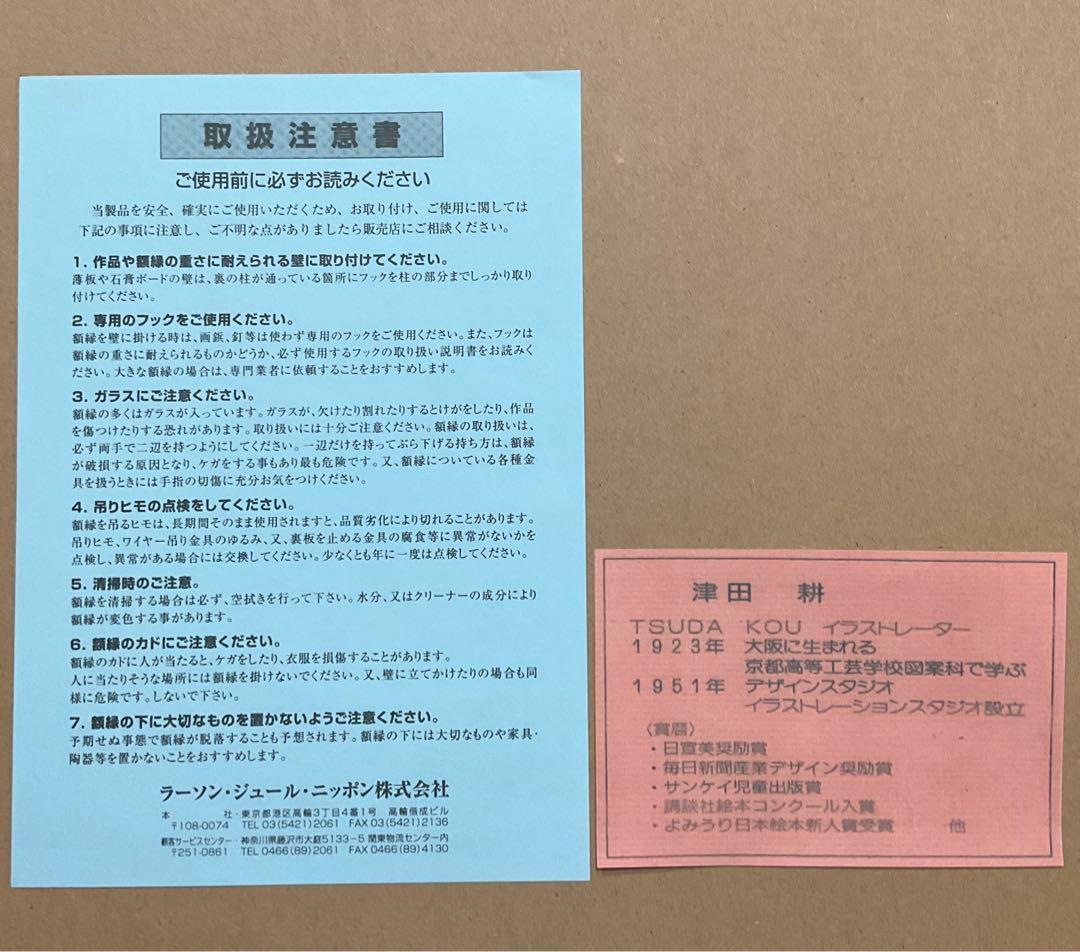 取扱注意書
ご使用前に必ずお読みください
当製品を安全、確実にご使用いただくため、お取り付け、ご使用に関しては
下記の事項に注意し、ご不明な点がありましたら販売店にご相談ください。
1. 作品や額縁の重さに耐えられる壁に取り付けてください。
薄板や石膏ボードの壁は、裏の柱が通っている箇所にフックを柱の部分までしっかり取り
付けてください。
2. 専用のフックをご使用ください。
額縁を壁に掛ける時は、画鋲、釘等は使わず専用のフックをご使用ください。また、フックは
額縁の重さに耐えられるものかどうか、必ず使用するフックの取り扱い説明書をお読みく
ださい。大きな額縁の場合は、専門業者に依頼することをおすすめします。
3. ガラスにご注意ください。
額縁の多くはガラスが入っています。ガラスが、欠けたり割れたりするとけがをしたり、作品
を傷つけたりする恐れがあります。取り扱いには十分ご注意ください。額縁の取り扱いは、
必ず両手で二辺を持つようにしてください。一辺だけを持ってぶら下げる持ち方は、額縁
が破損する原因となり、ケガをする事もあり最も危険です。又、額縁についている各種金
具を扱うときには手指の切傷に充分お気をつけください。
4. 吊りヒモの点検をしてください。
額縁を吊るヒモは、長期間そのまま使用されますと、品質劣化により切れることがあります。
吊りヒモ、ワイヤー吊り金具のゆるみ、又、裏板を止める金具の腐食等に異常がないかを
点検し、異常がある場合には交換してください。少なくとも年に一度は点検してください。
5. 清掃時のご注意。
額縁を清掃する場合は必ず、空拭きを行って下さい。水分、又はクリーナーの成分により
額縁が変色する事があります。
6. 額縁のカドにご注意ください。
額縁のカドに人が当たると、ケガをしたり、衣服を損傷することがあります。
人に当たりそうな場所には額縁を掛けないでください。又、壁に立てかけたりの場合も同
様に危険です。しないで下さい。
7. 額縁の下に大切なものを置かないようご注意ください。
予期せぬ事態で額縁が脱落することも予想されます。額縁の下には大切なものや家具・
陶器等を置かないことをおすすめします。
ラーソン・ジュール・ニッポン株式会社
本 社・東京都港区高輪3丁目4番1号 高輪偕成ビル
〒108-0074 TEL 03(5421)2061 FAX 03(5421)2136
顧客サービスセンター・神奈川県藤沢市大庭5133-5 関東物流センター内
〒251-0861 TEL 0466(89)2061 FAX 0466(89)4130
津田 耕
TSUDA KOU イラストレーター
1923年 大阪に生まれる
京都高等工芸学校図案科で学ぶ
1951年 デザインスタジオ
イラストレーションスタジオ設立
〈賞暦〉
・日宣美奨励賞
・毎日新聞産業デザイン奨励賞
・サンケイ児童出版賞
・講談社絵本コンクール入賞
・よみうり日本絵本新人賞受賞 他